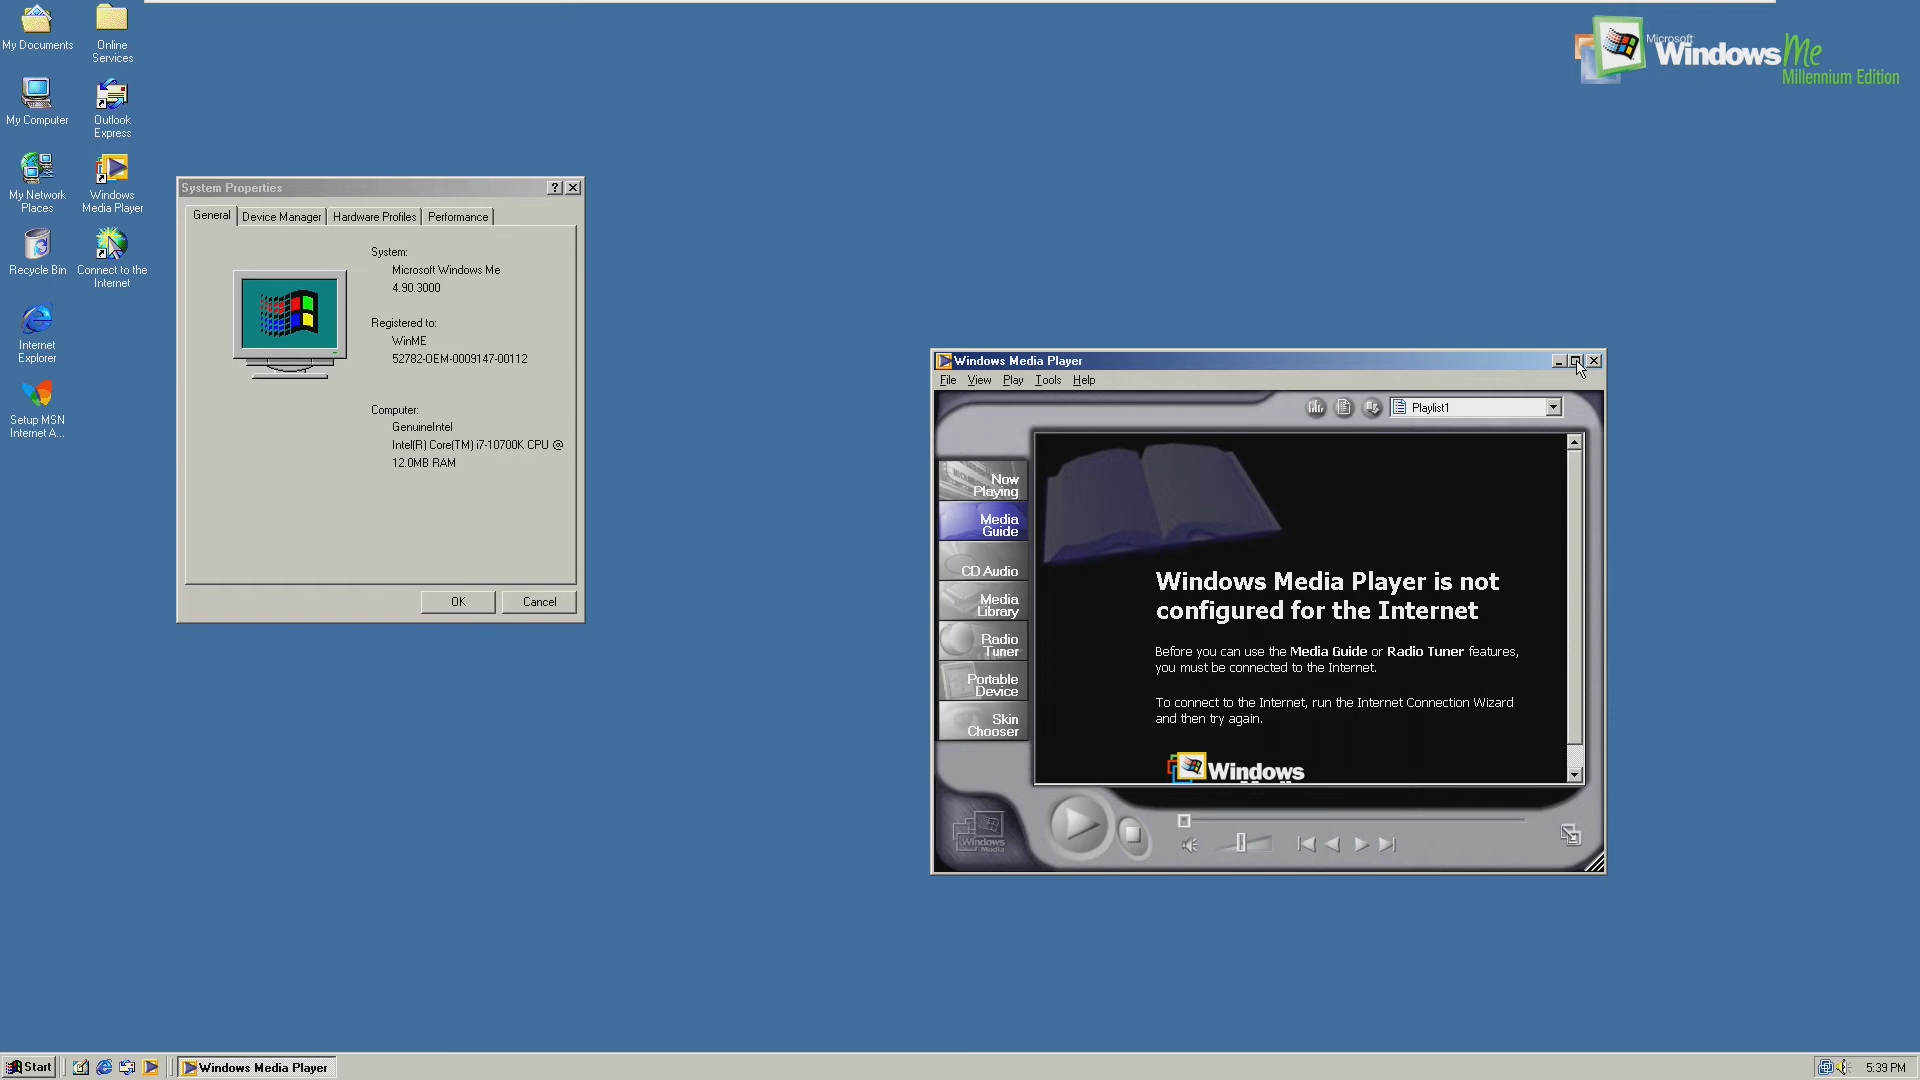 My Documents
Online
Services
My Computer
Outlook
Express
My Network
Places
Windows
Media Player
Recycle Bin
Connect to the
Internet
Internet
Explorer
Setup MSN
Internet A...
Microsoft
Windows Me
Millennium Edition
System Properties
General
Device Manager
Hardware Profiles
Performance
System:
Microsoft Windows Me
4.90.3000
Registered to:
WinME
52782-OEM-0009147-00112
Computer:
GenuineIntel
Intel(R) Core(TM) i7-10700K CPU @
12.0MB RAM
OK
Cancel
Windows Media Player
File View Play Tools Help
Playlist1
Now
Playing
Media
Guide
CD Audio
Media
Library
Radio
Tuner
Portable
Device
Skin
Chooser
Windows Media Player is not
configured for the Internet
Before you can use the Media Guide or Radio Tuner features,
you must be connected to the Internet.
To connect to the Internet, run the Internet Connection Wizard
and then try again.
Windows
Windows
Media
Start
Windows Media Player
5:39 PM